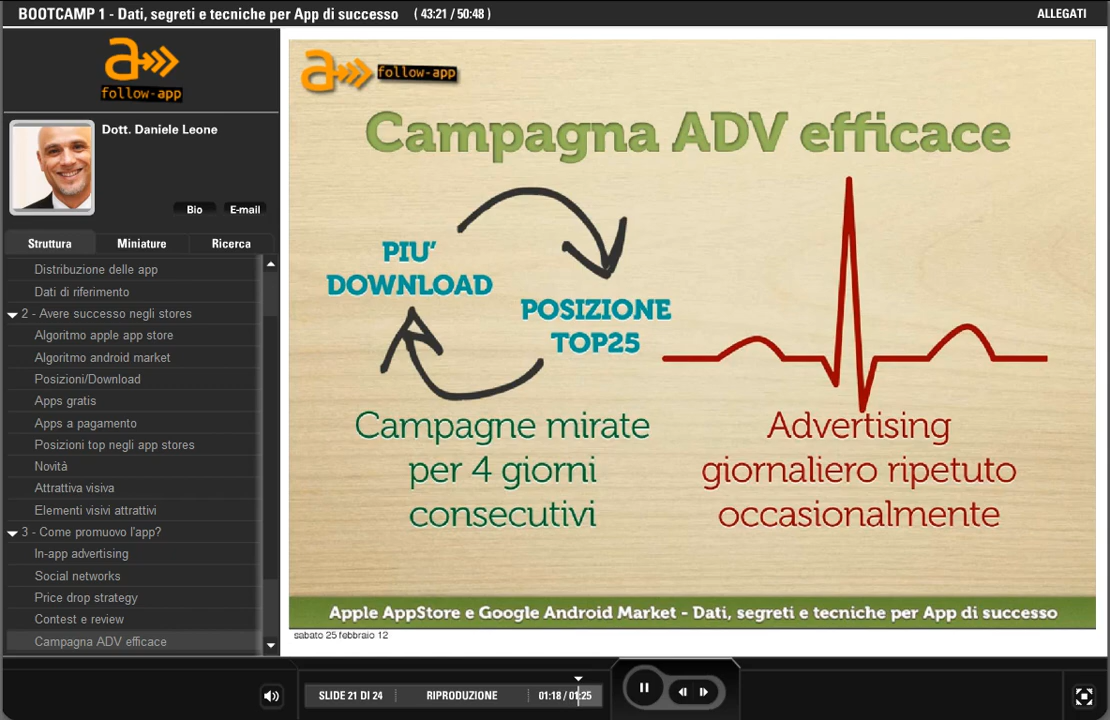 BOOTCAMP 1 - Dati, segreti e tecniche per App di successo ( 43:21 / 50:48 )
ALLEGATI
a
follow-app
Dott. Daniele Leone
Bio
E-mail
Struttura
Miniature
Ricerca
Distribuzione delle app
Dati di riferimento
2 - Avere successo negli stores
Algoritmo apple app store
Algoritmo android market
Posizioni/Download
Apps gratis
Apps a pagamento
Posizioni top negli app stores
Novità
Attrattiva visiva
Elementi visivi attrattivi
3 - Come promuovo l'app?
In-app advertising
Social networks
Price drop strategy
Contest e review
Campagna ADV efficace
a
follow-app
Campagna ADV efficace
PIU'
DOWNLOAD
POSIZIONE
TOP25
Campagne mirate
per 4 giorni
consecutivi
Advertising
giornaliero ripetuto
occasionalmente
Apple AppStore e Google Android Market - Dati, segreti e tecniche per App di successo
sabato 25 febbraio 12
SLIDE 21 DI 24
RIPRODUZIONE
01:18 / 01:25